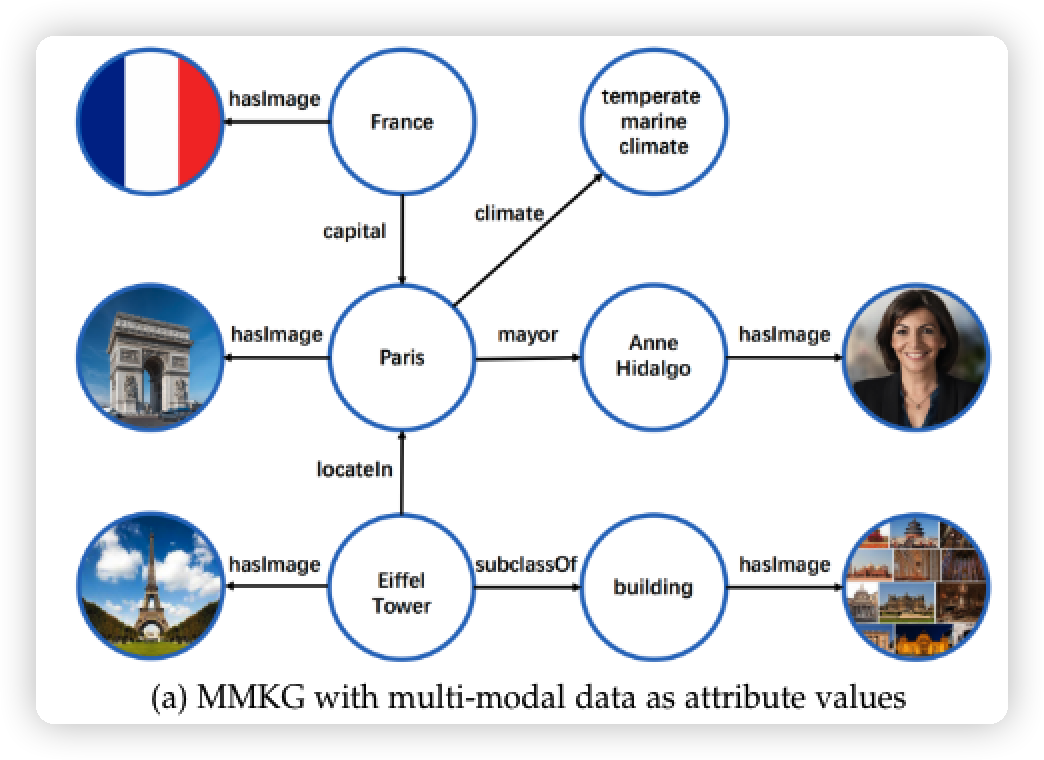 hasImage
France
temperate
marine
climate
capital
climate
hasImage
Paris
mayor
Anne
Hidalgo
hasImage
locateIn
hasImage
Eiffel
Tower
subclassOf
building
hasImage
(a) MMKG with multi-modal data as attribute values